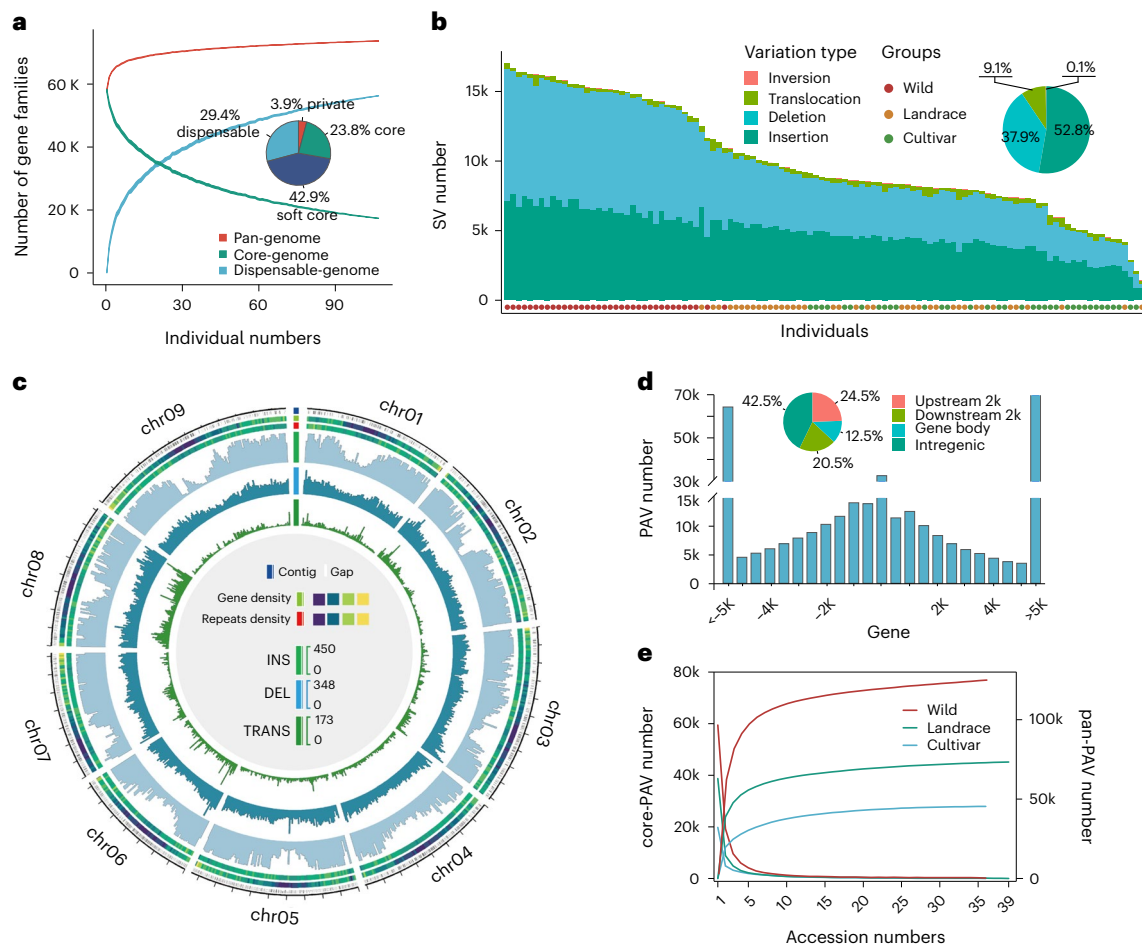 a
Number of gene families
60 K
40 K
20 K
0
0
30
60
90
Individual numbers
29.4%
dispensable
3.9% private
23.8% core
42.9%
soft core
Pan-genome
Core-genome
Dispensable-genome
b
SV number
15k
10k
5k
0
Individuals
Variation type
Inversion
Translocation
Deletion
Insertion
Groups
Wild
Landrace
Cultivar
9.1%
0.1%
37.9%
52.8%
c
chr01
chr02
chr03
chr04
chr05
chr06
chr07
chr08
chr09
Contig
Gap
Gene density
Repeats density
INS
450
0
DEL
348
0
TRANS
173
0
d
PAV number
70k
50k
30k
15k
10k
5k
0
<–5K
–4K
–2K
2K
4K
>5K
Gene
42.5%
24.5%
12.5%
20.5%
Upstream 2k
Downstream 2k
Gene body
Intregenic
e
core-PAV number
80k
60k
40k
20k
0
pan-PAV number
100k
50k
0
1
5
10
15
20
25
30
35
39
Accession numbers
Wild
Landrace
Cultivar